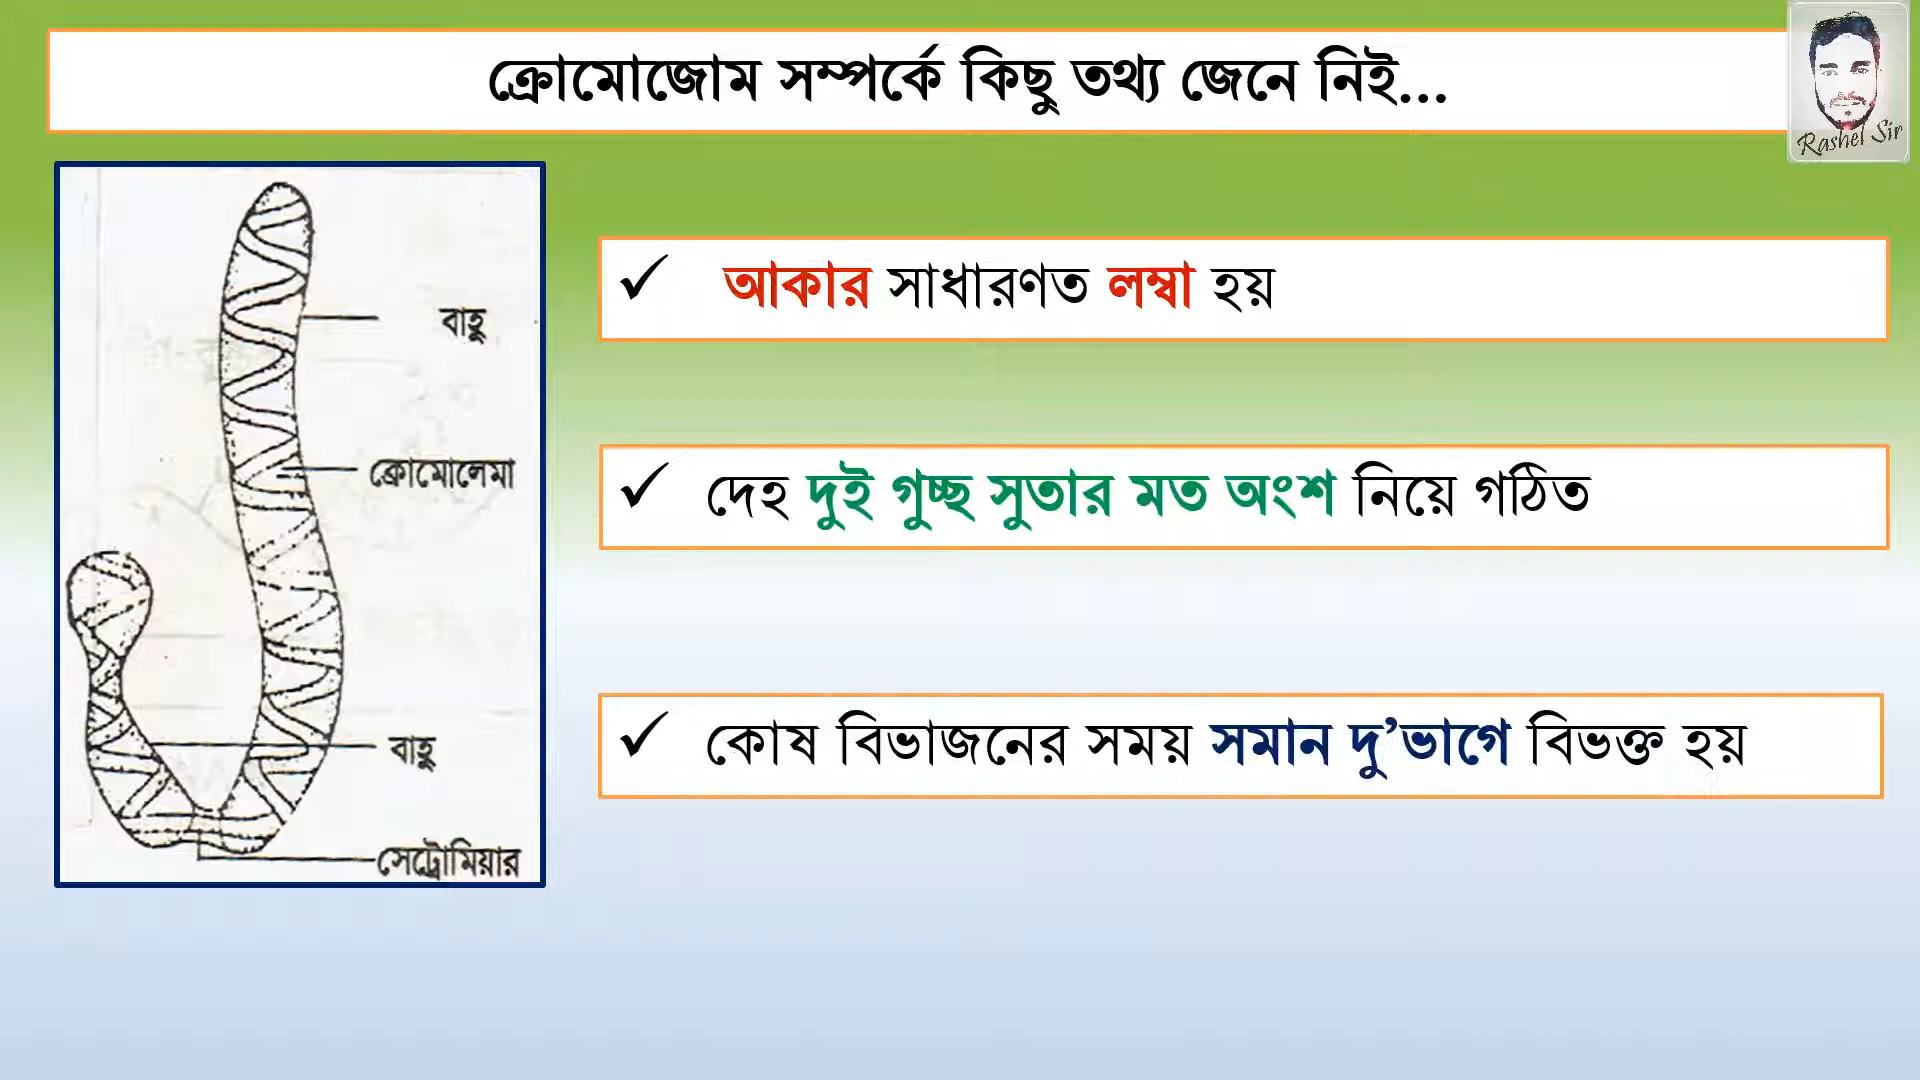 ক্রোমোজোম সম্পর্কে কিছু তথ্য জেনে নিই...
Rashel Sir
বাহু
ক্রোমোলেমা
বাহু
সেন্ট্রোমিয়ার
✓ আকার সাধারণত লম্বা হয়
✓ দেহ দুই গুচ্ছ সুতার মত অংশ নিয়ে গঠিত
✓ কোষ বিভাজনের সময় সমান দু’ভাগে বিভক্ত হয়